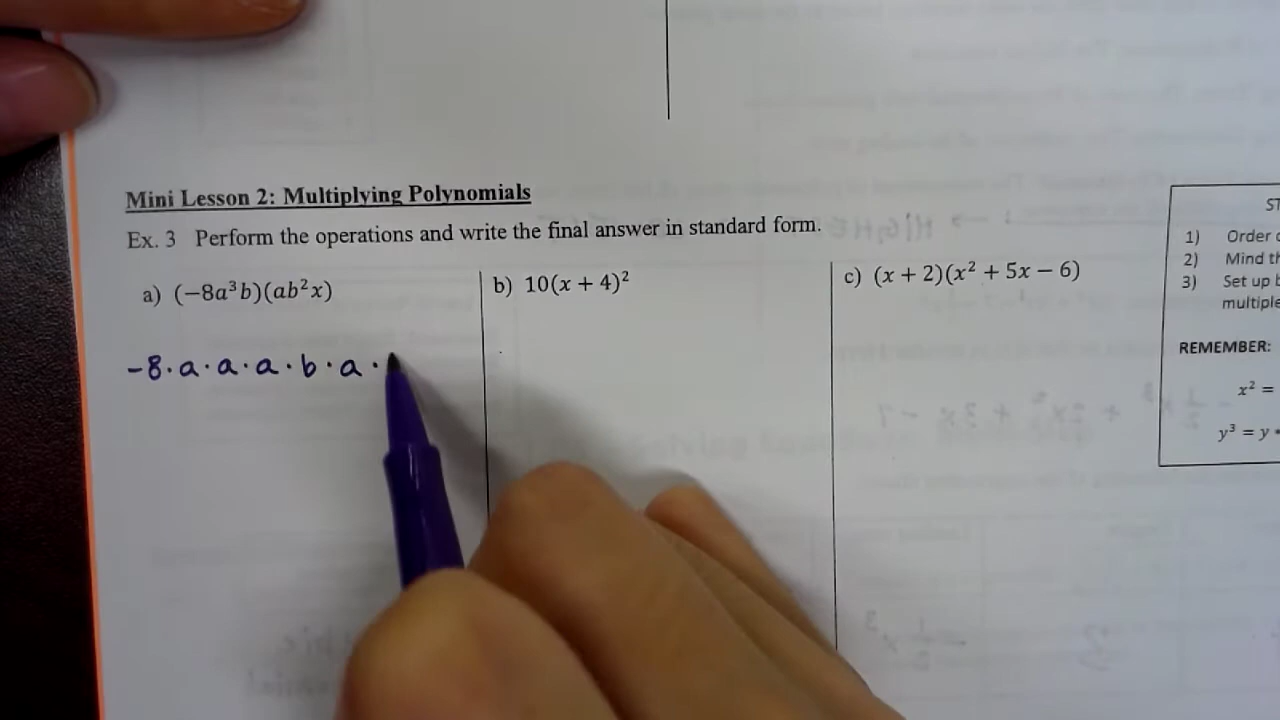 Mini Lesson 2: Multiplying Polynomials
Ex. 3 Perform the operations and write the final answer in standard form.
a) (−8a³b)(ab²x)
−8·a·a·a·b·a·
b) 10(x + 4)²
c) (x + 2)(x² + 5x − 6)
1) Order
2) Mind
3) Set up
multiple
REMEMBER:
x² =
y³ = y